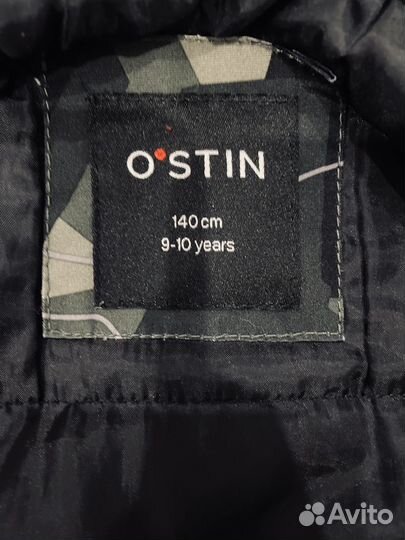 O'STIN
140 cm
9-10 years
Avito